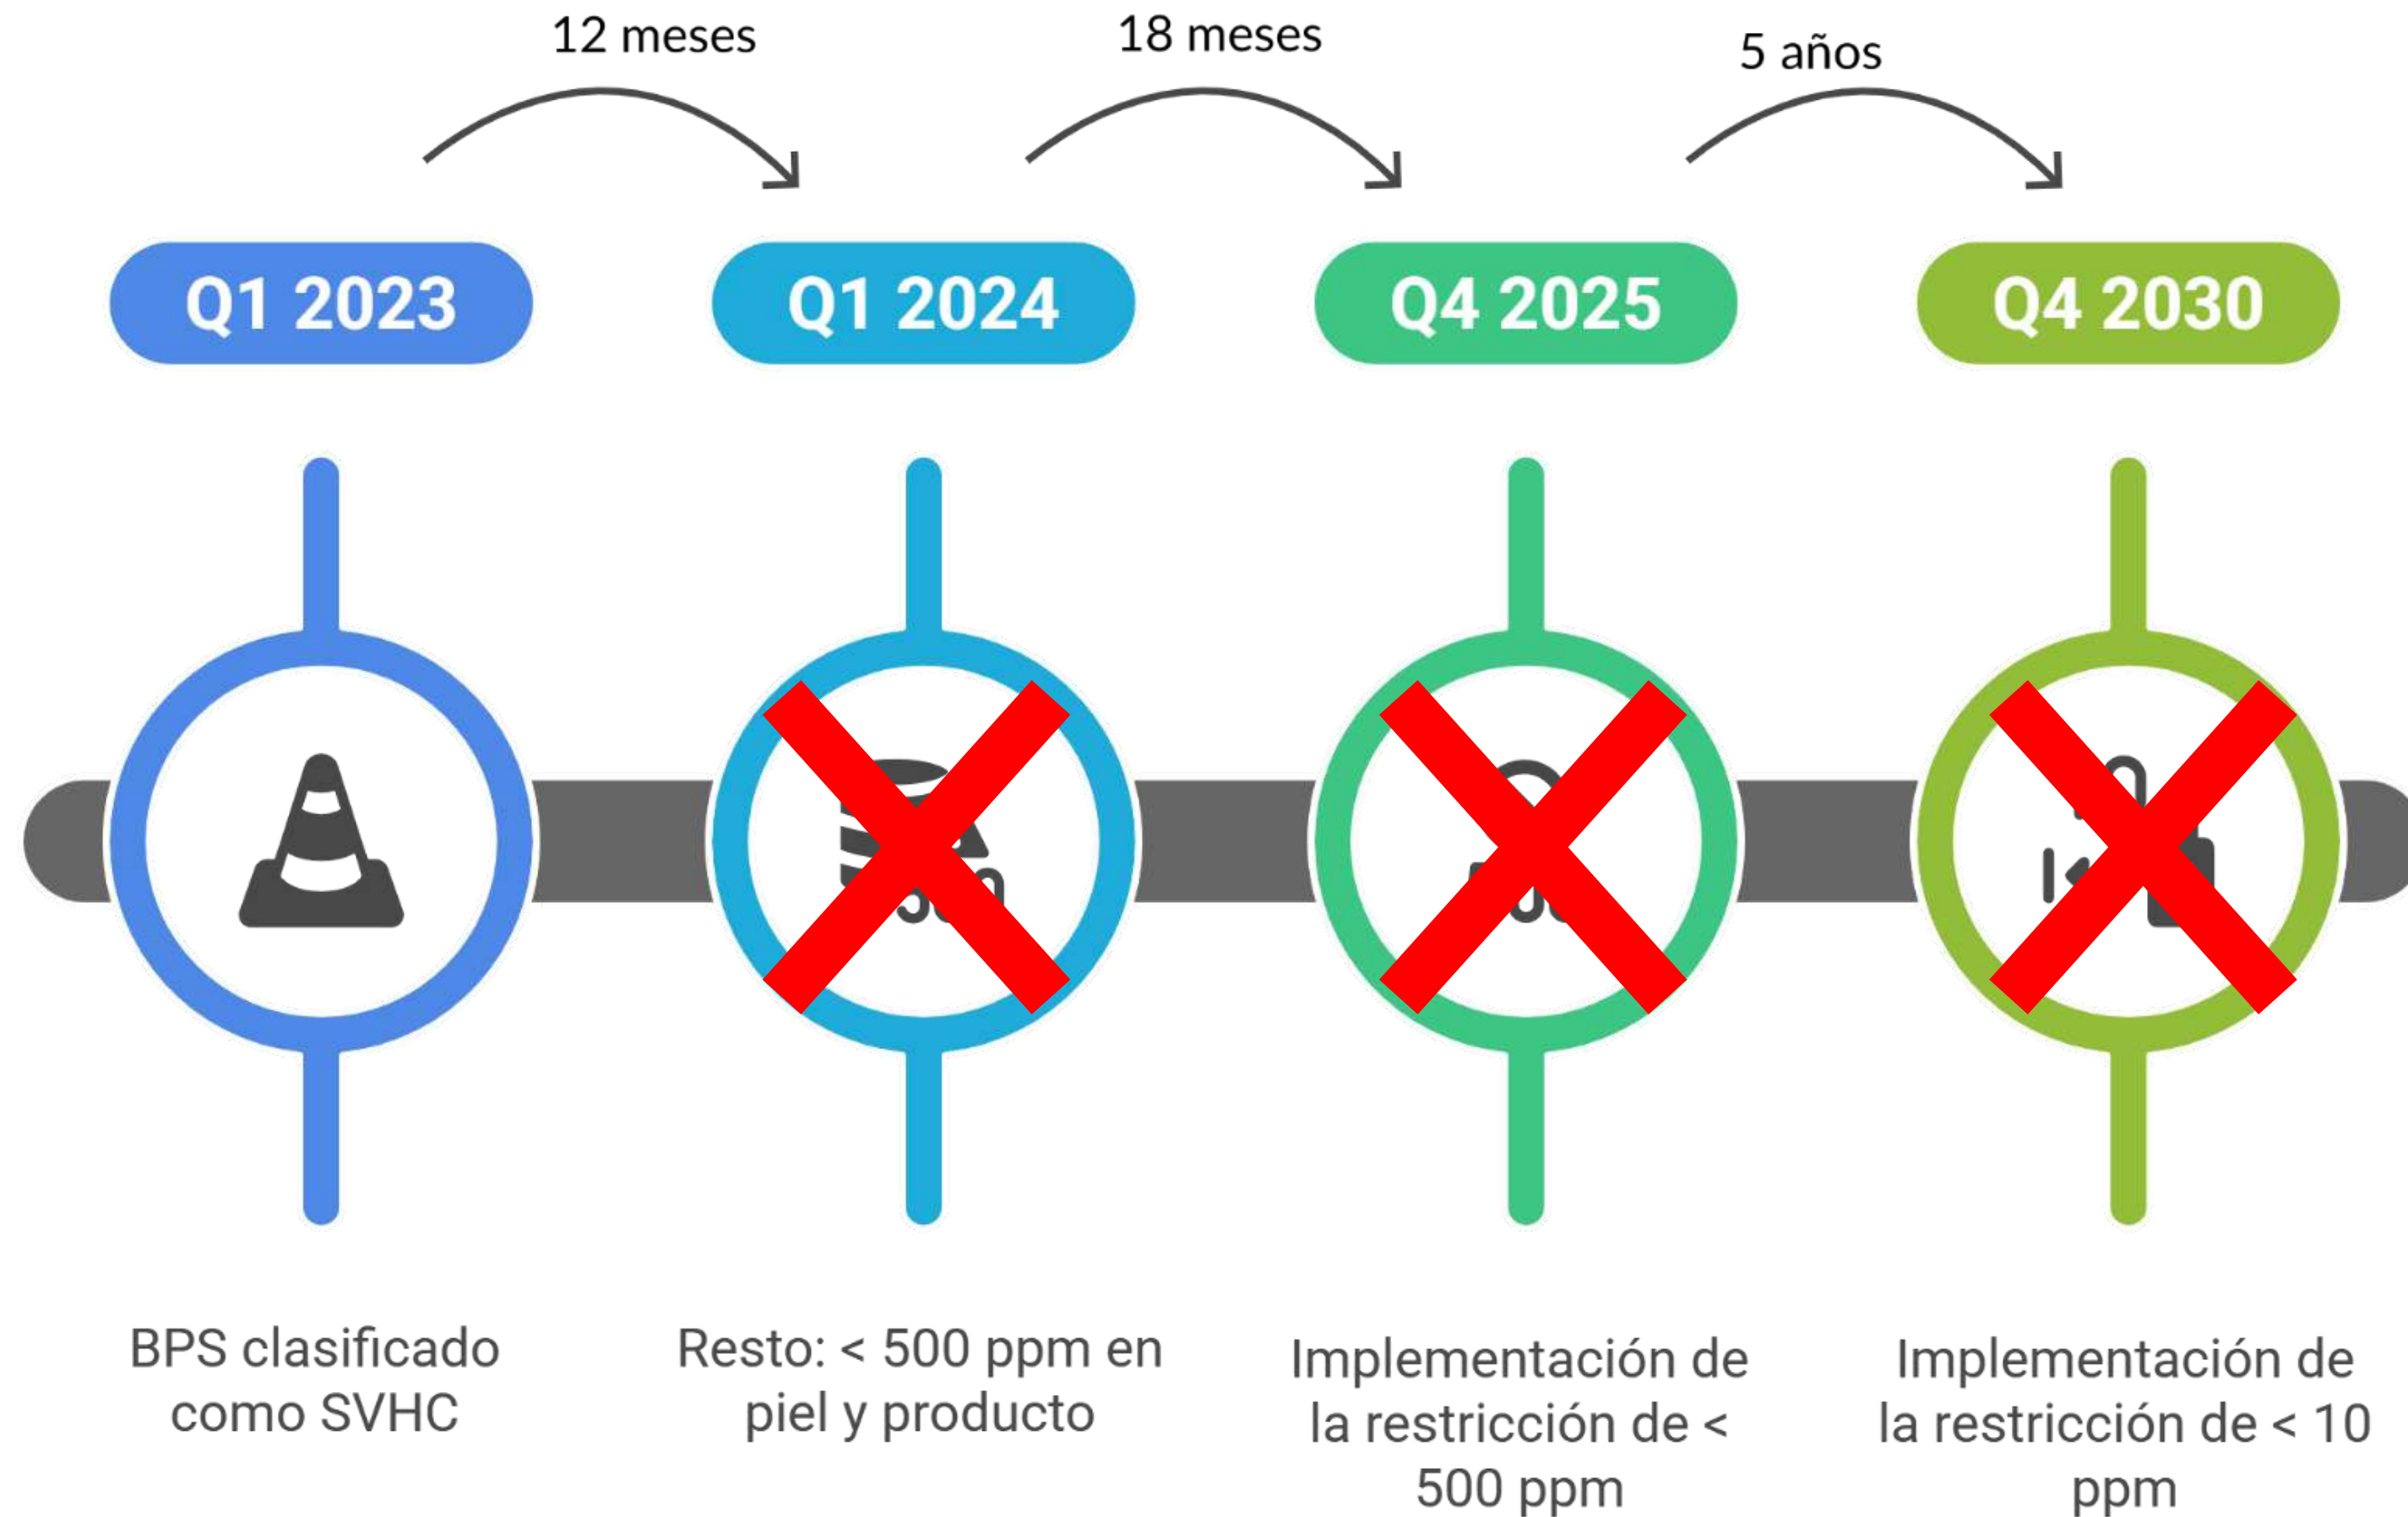 12 meses
18 meses
5 años
Q1 2023
Q1 2024
Q4 2025
Q4 2030
BPS clasificado
como SVHC
Resto: < 500 ppm en
piel y producto
Implementación de
la restricción de <
500 ppm
Implementación de
la restricción de < 10
ppm